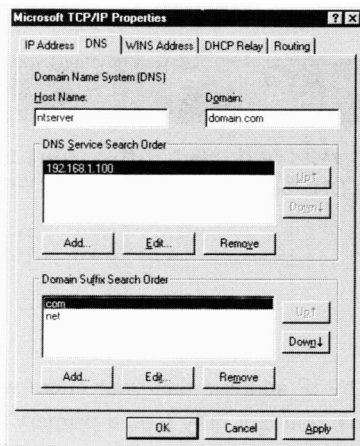 Microsoft TCP/IP Properties
IP Address DNS WINS Address DHCP Relay Routing
Domain Name System (DNS)
Host Name: Domain:
ntserver domain.com
DNS Service Search Order
192.168.1.100
Up↑
Down↓
Add... Edit... Remove
Domain Suffix Search Order
com
net
Up↑
Down↓
Add... Edit... Remove
OK Cancel Apply